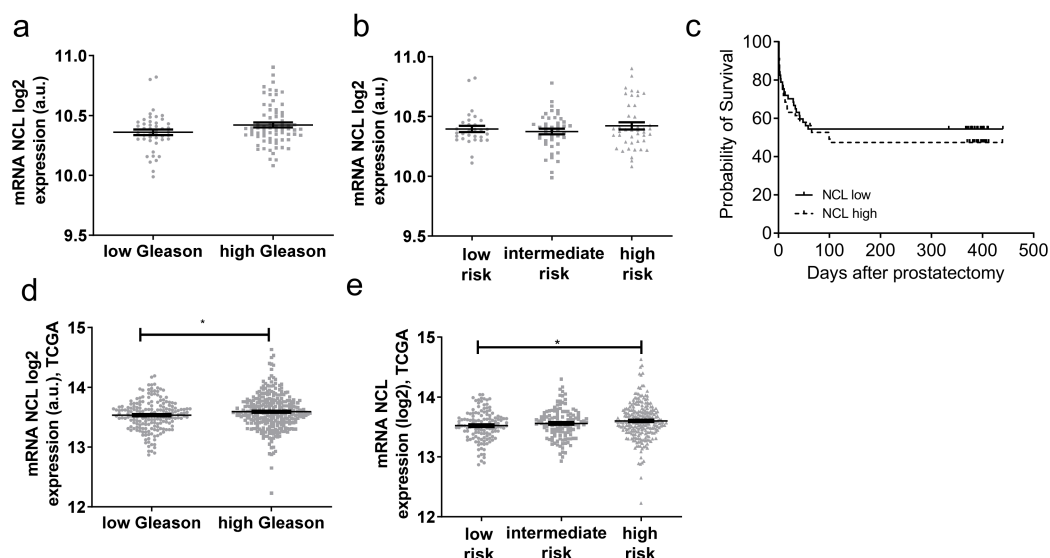 a
mRNA NCL log2
expression (a.u.)
11.0
10.5
10.0
9.5
low Gleason high Gleason
b
mRNA NCL log2
expression (a.u.)
11.0
10.5
10.0
9.5
low
risk
intermediate
risk
high
risk
c
Probability of Survival
100
80
60
40
20
0
NCL low
NCL high
0 100 200 300 400 500
Days after prostatectomy
d
mRNA NCL log2
expression (a.u.), TCGA
15
14
13
12
*
low Gleason high Gleason
e
mRNA NCL
expression (log2), TCGA
15
14
13
12
*
low
risk
intermediate
risk
high
risk